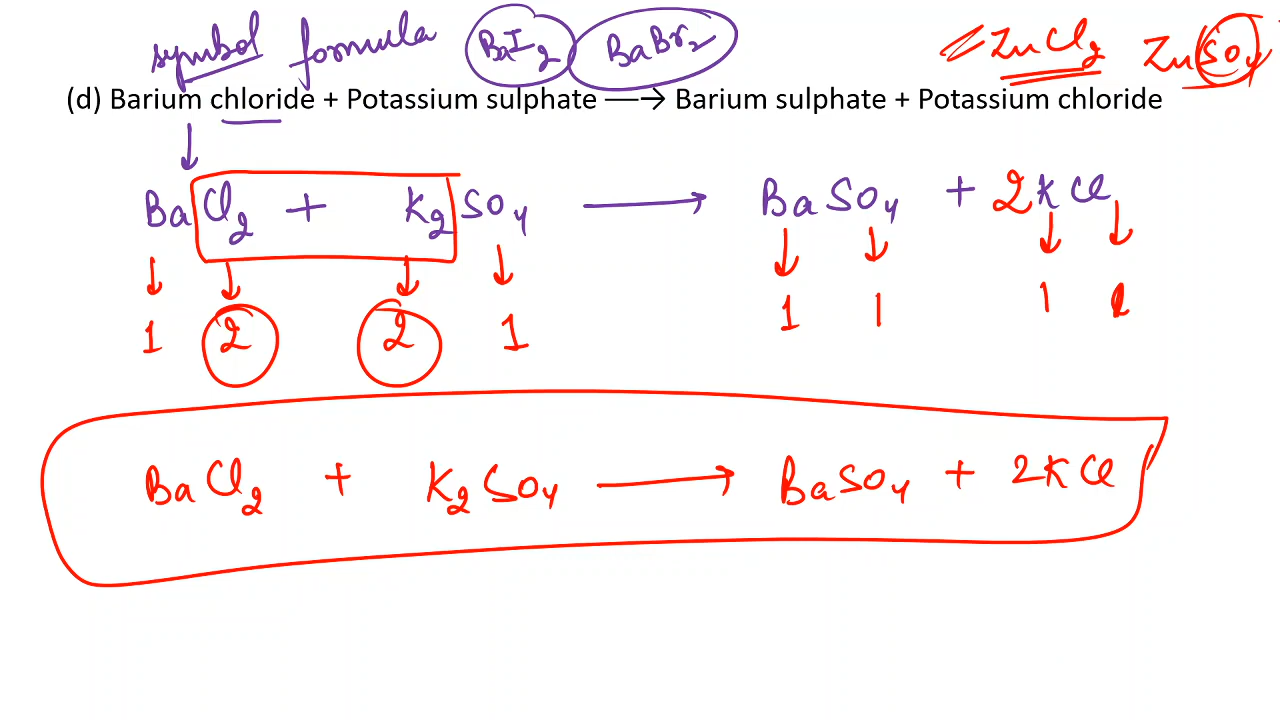 symbol formula BaI2 BaBr2 ZnCl2 ZnSO4
(d) Barium chloride + Potassium sulphate —→ Barium sulphate + Potassium chloride
BaCl2 + K2SO4 → BaSO4 + 2KCl
1 2 2 1 1 1 1 1
BaCl2 + K2SO4 → BaSO4 + 2KCl